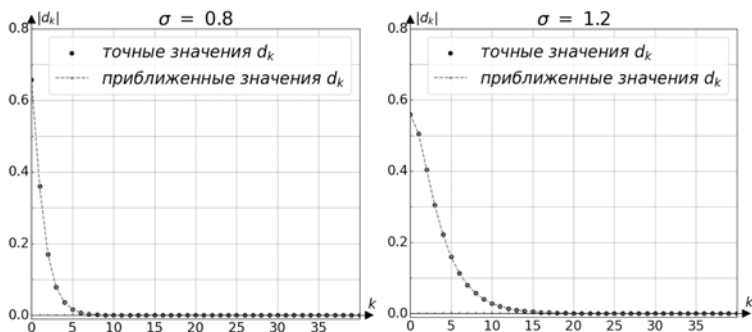 |d_k|
σ = 0.8
точные значения d_k
приближенные значения d_k
0.8
0.6
0.4
0.2
0.0
0 5 10 15 20 25 30 35
k
|d_k|
σ = 1.2
точные значения d_k
приближенные значения d_k
0.8
0.6
0.4
0.2
0.0
0 5 10 15 20 25 30 35
k